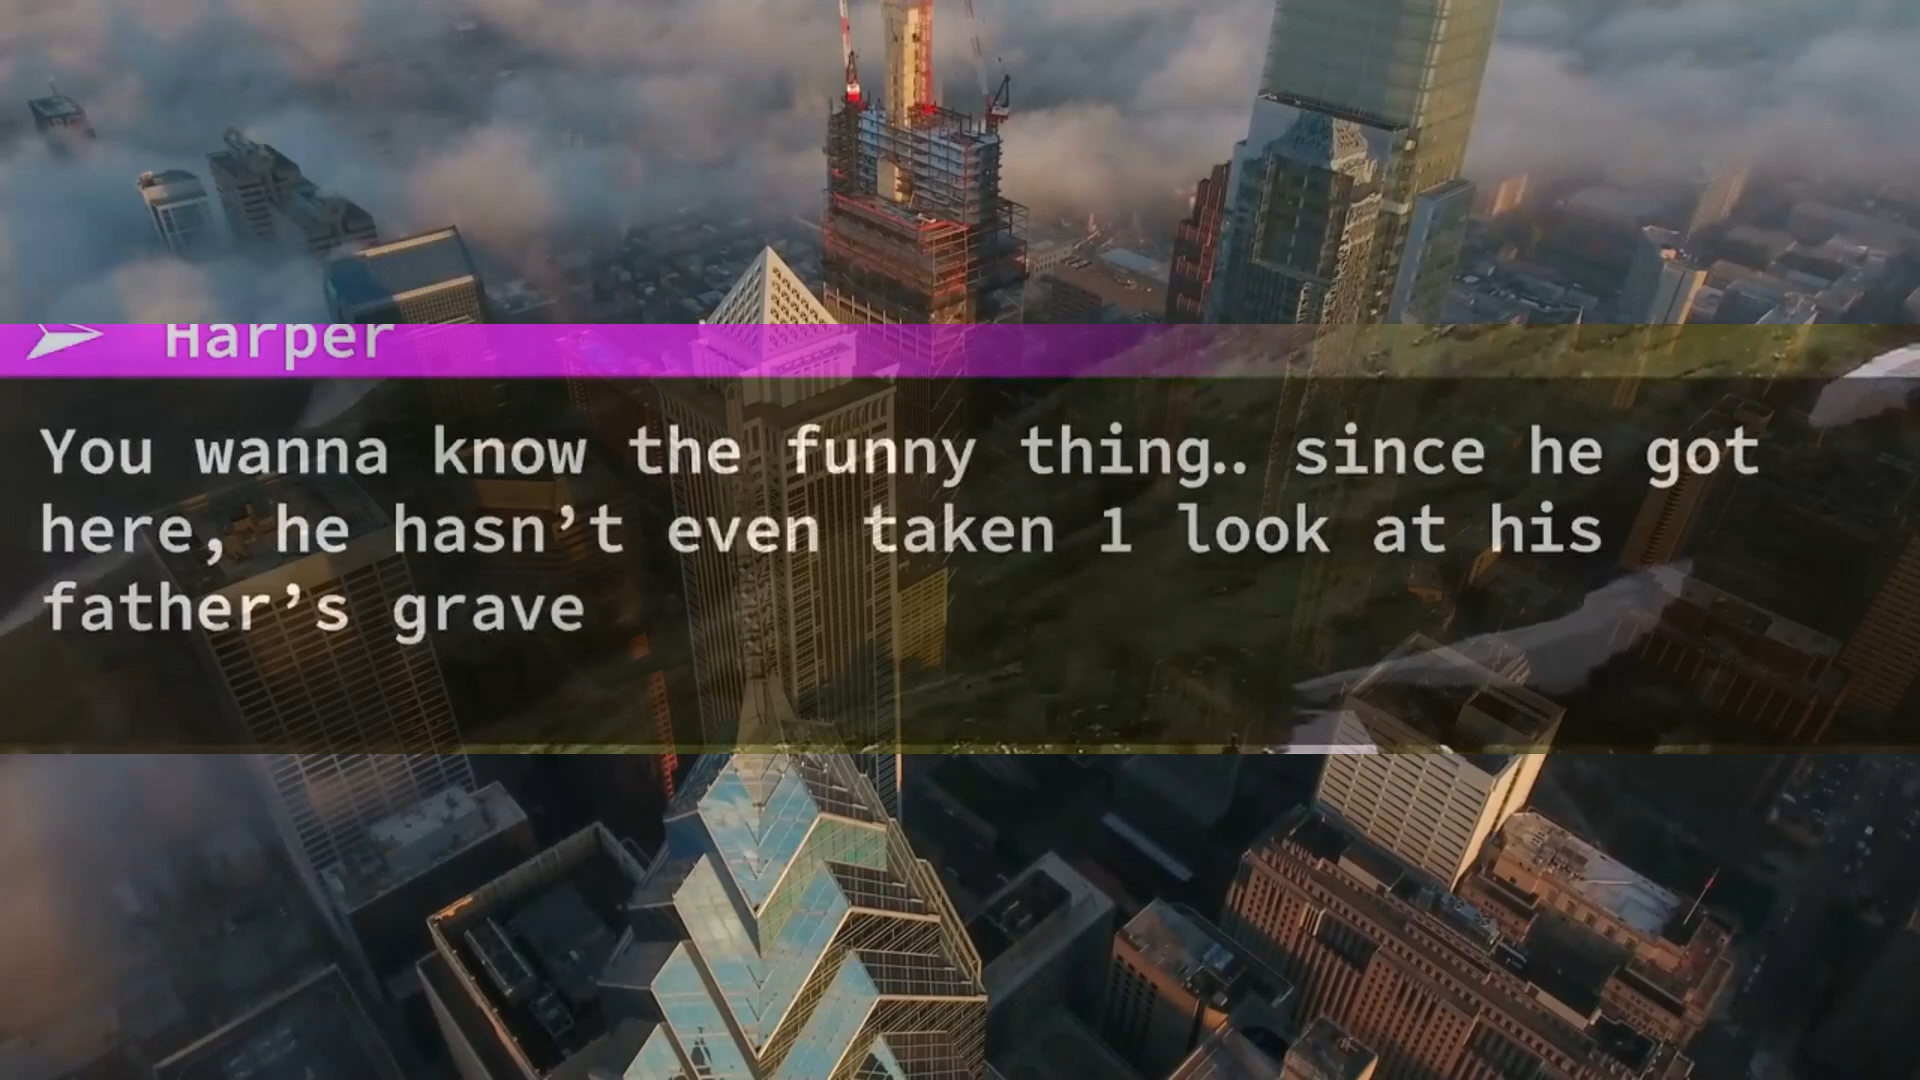 Harper
You wanna know the funny thing.. since he got
here, he hasn’t even taken 1 look at his
father’s grave